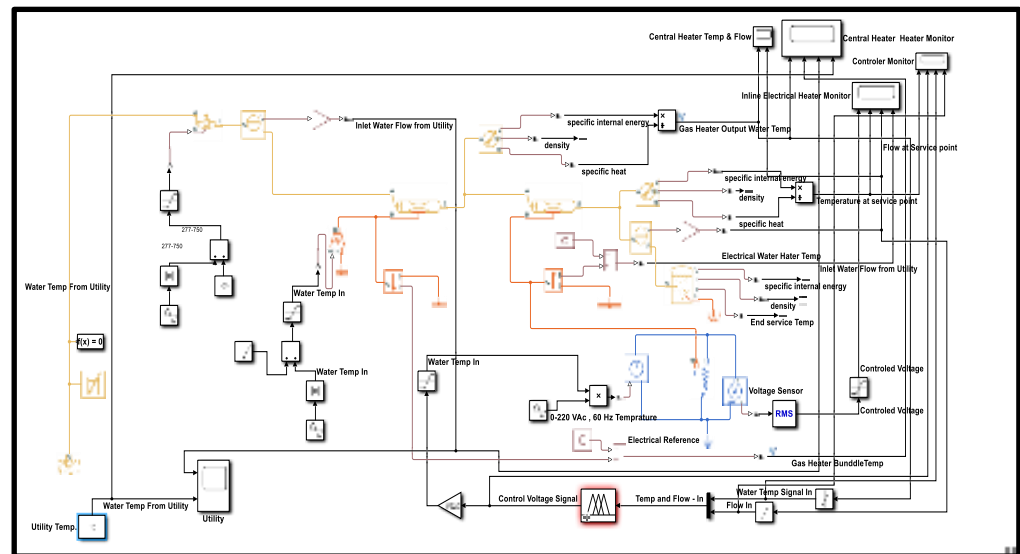 Central Heater Temp & Flow
Central Heater  Heater Monitor
Controler Monitor
Inline Electrical Heater Monitor
Inlet Water Flow from Utility
specific internal energy
Gas Heater Output Water Temp
density
Flow at Service point
specific heat
specific internal energy
density
Temperature at service point
277-750
specific heat
277-750
Electrical Water Hater Temp
Inlet Water Flow from Utility
Water Temp From Utility
Water Temp In
specific internal energy
density
End service Temp
f(x) = 0
Water Temp In
Water Temp In
Controled Voltage
Voltage Sensor
RMS
0-220 VAc , 60 Hz Temprature
Controled Voltage
Electrical Reference
Gas Heater BunddleTemp
Control Voltage Signal
Temp and Flow - In
Water Temp Signal In
Flow In
Water Temp From Utility
Utility
Utility Temp.